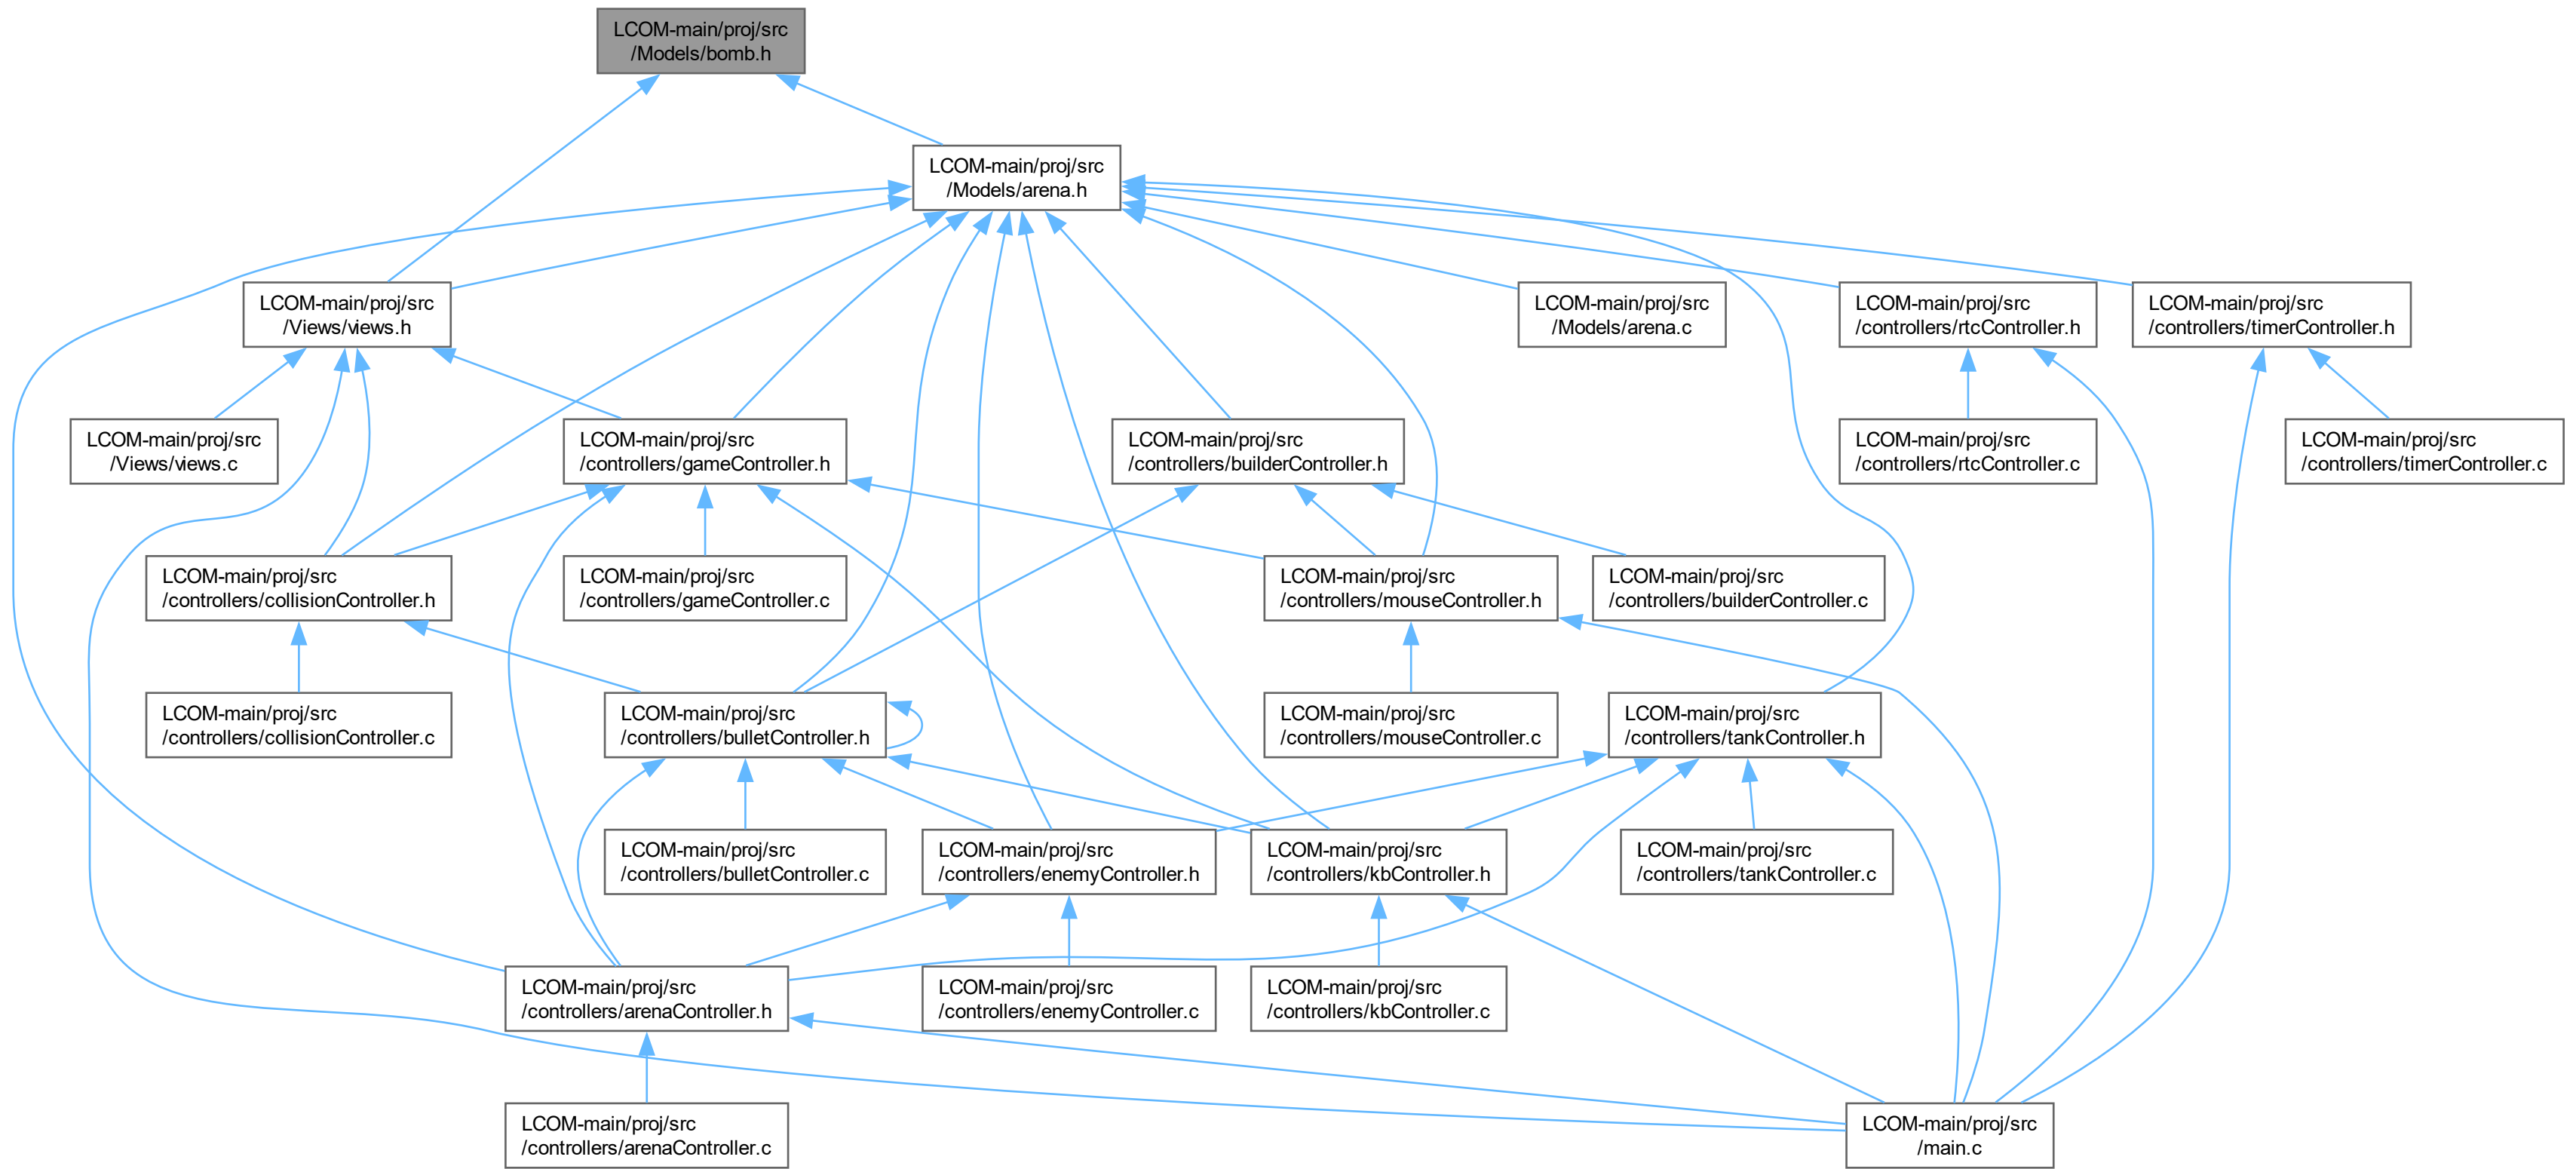 LCOM-main/proj/src
/Models/bomb.h
LCOM-main/proj/src
/Models/arena.h
LCOM-main/proj/src
/Views/views.h
LCOM-main/proj/src
/Models/arena.c
LCOM-main/proj/src
/controllers/rtcController.h
LCOM-main/proj/src
/controllers/timerController.h
LCOM-main/proj/src
/Views/views.c
LCOM-main/proj/src
/controllers/gameController.h
LCOM-main/proj/src
/controllers/builderController.h
LCOM-main/proj/src
/controllers/rtcController.c
LCOM-main/proj/src
/controllers/timerController.c
LCOM-main/proj/src
/controllers/collisionController.h
LCOM-main/proj/src
/controllers/gameController.c
LCOM-main/proj/src
/controllers/mouseController.h
LCOM-main/proj/src
/controllers/builderController.c
LCOM-main/proj/src
/controllers/collisionController.c
LCOM-main/proj/src
/controllers/bulletController.h
LCOM-main/proj/src
/controllers/mouseController.c
LCOM-main/proj/src
/controllers/tankController.h
LCOM-main/proj/src
/controllers/bulletController.c
LCOM-main/proj/src
/controllers/enemyController.h
LCOM-main/proj/src
/controllers/kbController.h
LCOM-main/proj/src
/controllers/tankController.c
LCOM-main/proj/src
/controllers/arenaController.h
LCOM-main/proj/src
/controllers/enemyController.c
LCOM-main/proj/src
/controllers/kbController.c
LCOM-main/proj/src
/controllers/arenaController.c
LCOM-main/proj/src
/main.c